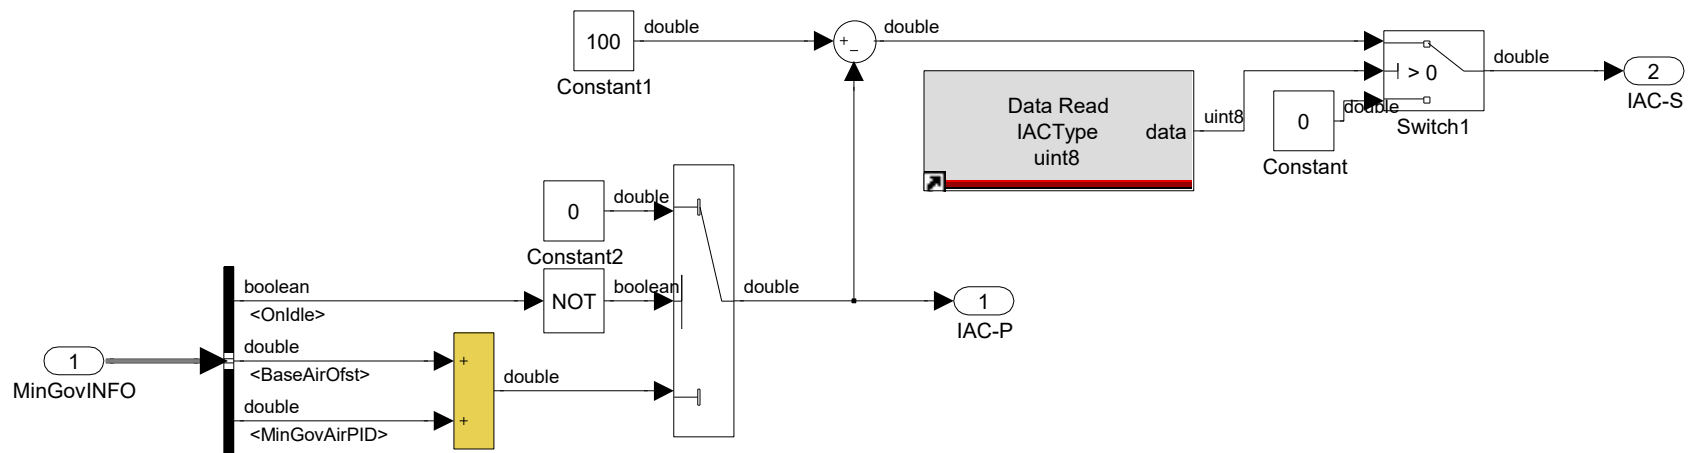 100
double
Constant1
+
−
double
> 0
Switch1
double
2
IAC-S
Data Read
IACType
uint8
data
uint8
0
double
Constant
0
double
Constant2
boolean
<OnIdle>
NOT
boolean
double
1
IAC-P
1
MinGovINFO
double
<BaseAirOfst>
double
<MinGovAirPID>
+
+
double